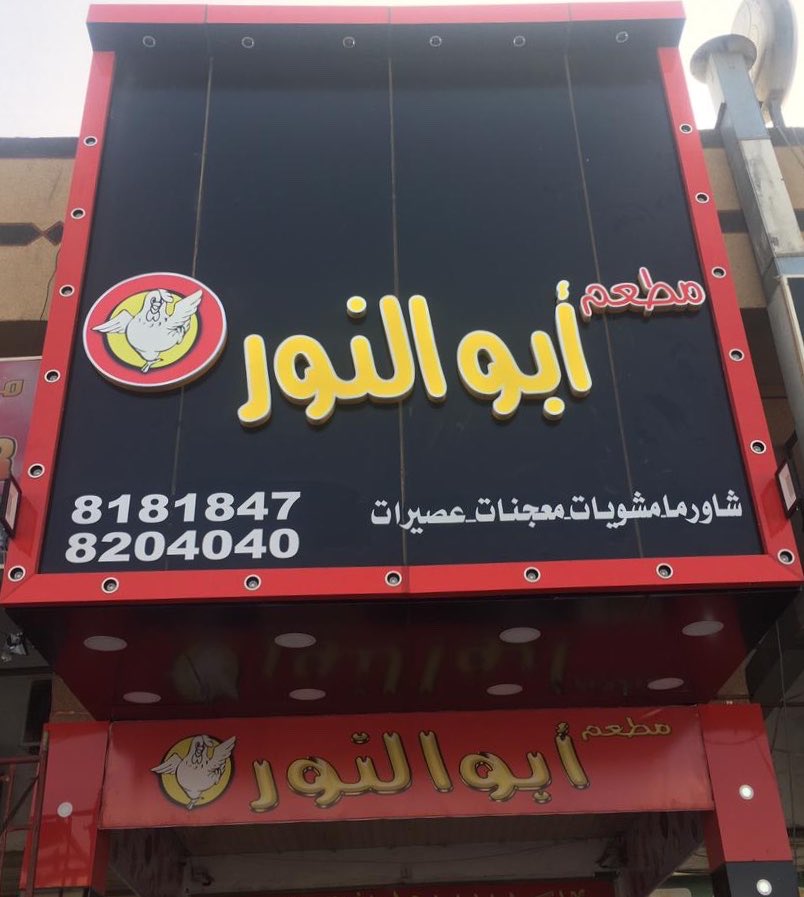 مطعم
أبو النور
شاورما_مشويات_معجنات_عصيرات
8181847
8204040
مطعم
أبو النور